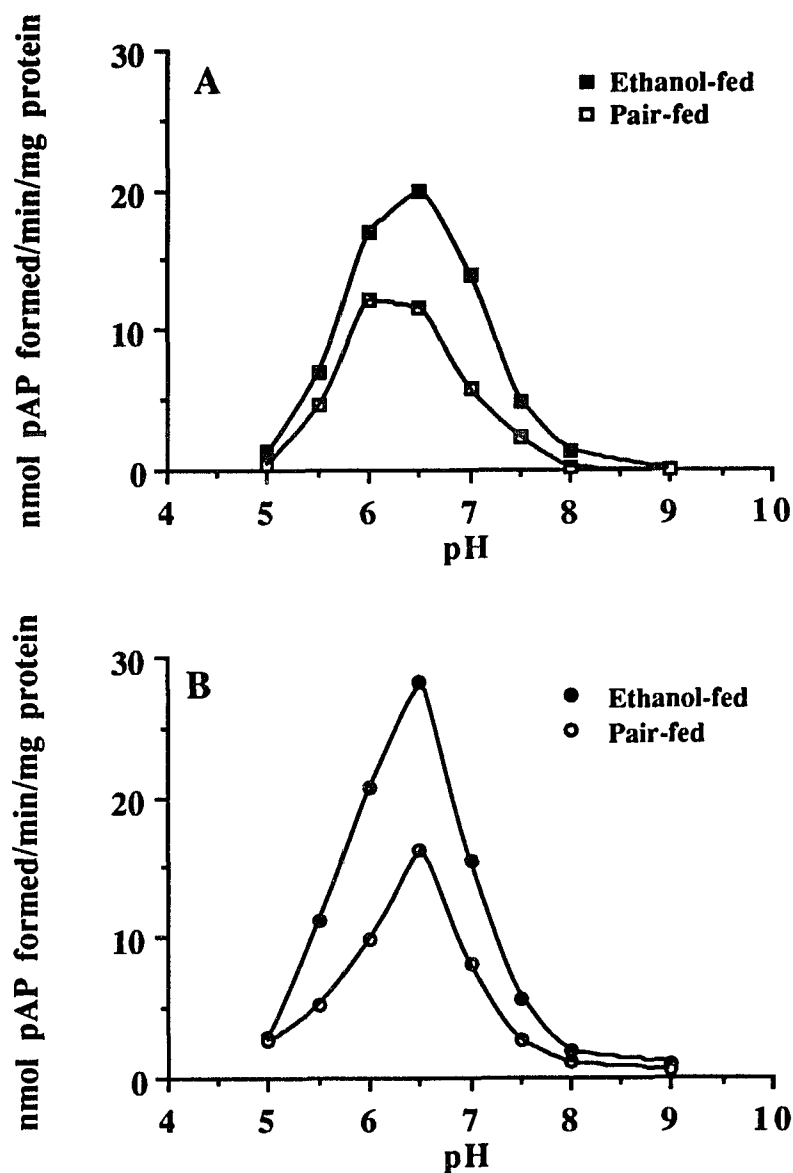 nmol pAP formed/min/mg protein
A
Ethanol-fed
Pair-fed
30
20
10
0
4 5 6 7 8 9 10
pH
nmol pAP formed/min/mg protein
B
Ethanol-fed
Pair-fed
30
20
10
0
4 5 6 7 8 9 10
pH